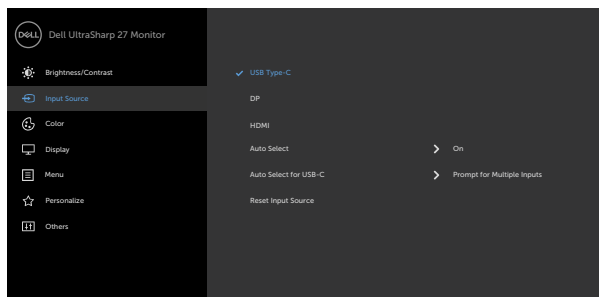 DELL Dell UltraSharp 27 Monitor
Brightness/Contrast
Input Source
Color
Display
Menu
Personalize
Others
USB Type-C
DP
HDMI
Auto Select On
Auto Select for USB-C Prompt for Multiple Inputs
Reset Input Source